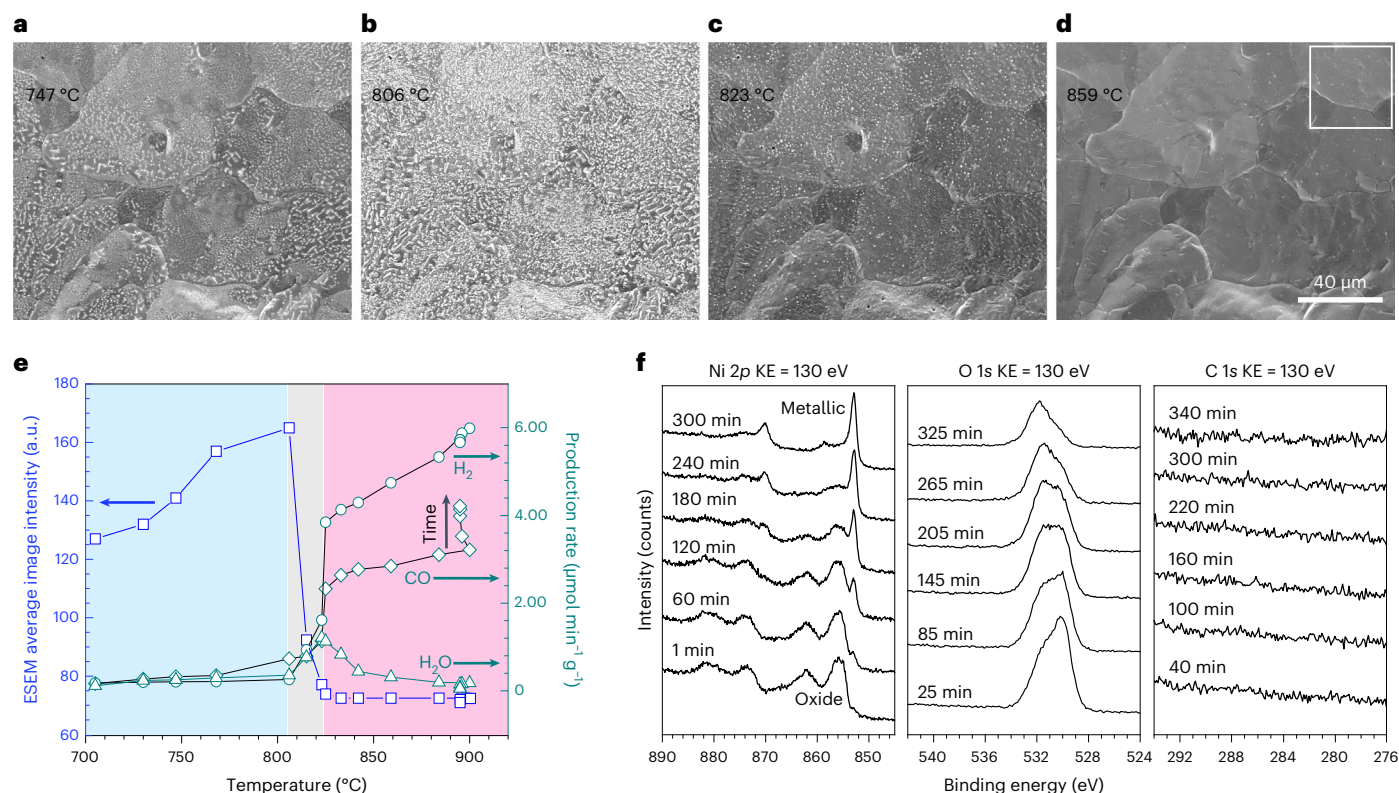 a
b
c
d
747 °C
806 °C
823 °C
859 °C
40 µm
e
f
180
160
140
120
100
80
60
ESEM average image intensity (a.u.)
700
750
800
850
900
Temperature (°C)
6.00
4.00
2.00
0
Production rate (µmol min⁻¹ g⁻¹)
H₂
Time
CO
H₂O
Ni 2p KE = 130 eV
O 1s KE = 130 eV
C 1s KE = 130 eV
Intensity (counts)
Metallic
300 min
240 min
180 min
120 min
60 min
1 min
Oxide
890
880
870
860
850
325 min
265 min
205 min
145 min
85 min
25 min
540
536
532
528
524
340 min
300 min
220 min
160 min
100 min
40 min
292
288
284
280
276
Binding energy (eV)